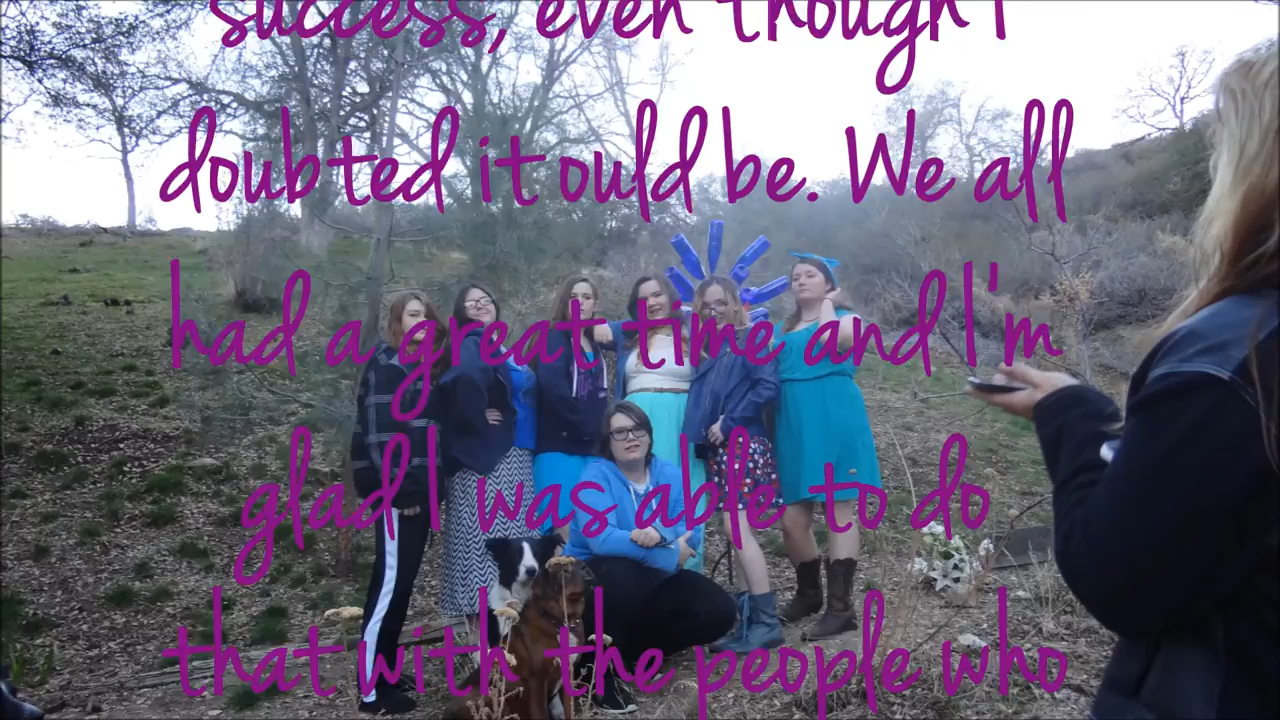 success, even though I
doubted it ould be. We all
had a great time and I'm
glad I was able to do
that with the people who